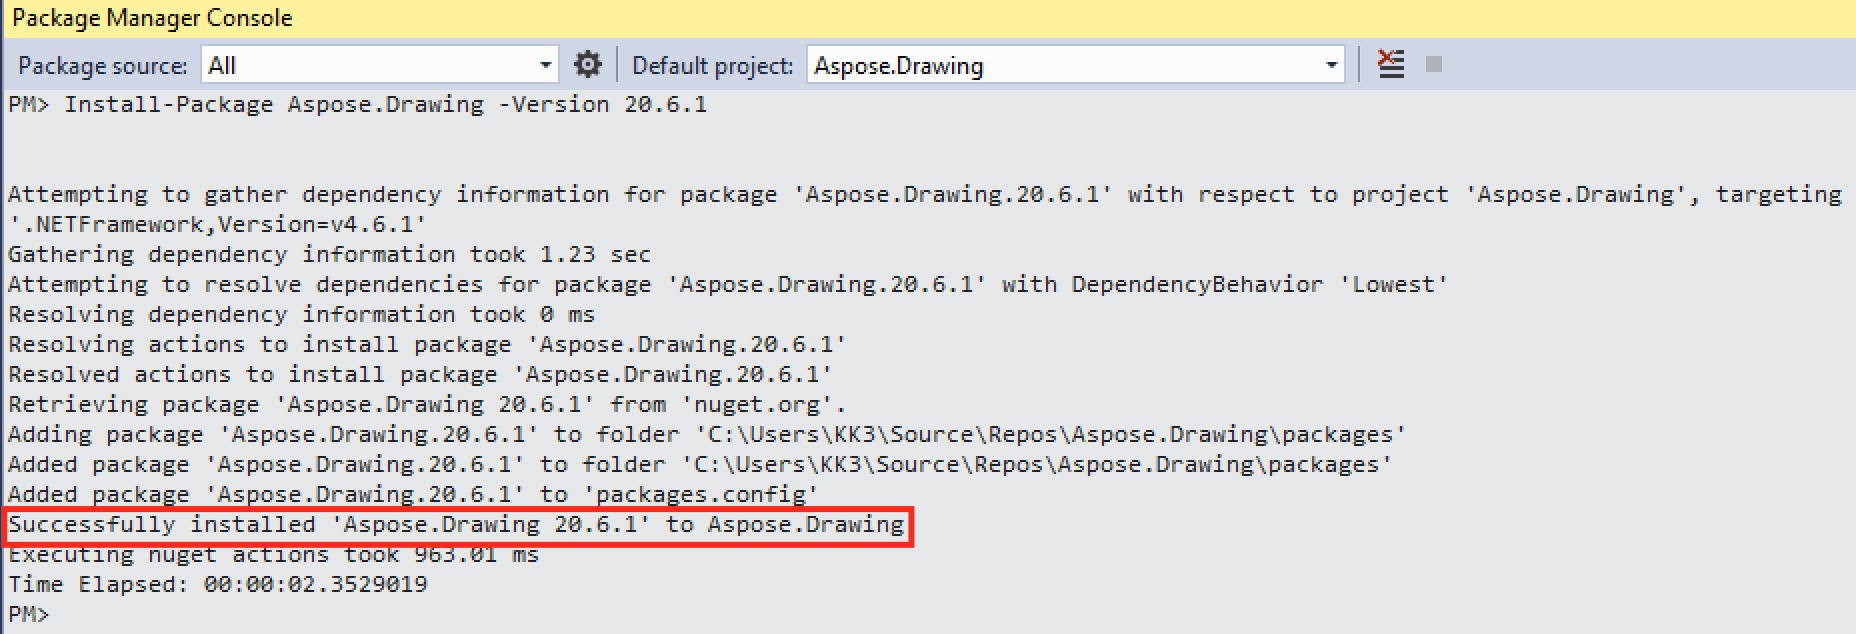 Package Manager Console
Package source: All Default project: Aspose.Drawing
PM> Install-Package Aspose.Drawing -Version 20.6.1
Attempting to gather dependency information for package 'Aspose.Drawing.20.6.1' with respect to project 'Aspose.Drawing', targeting
'.NETFramework,Version=v4.6.1'
Gathering dependency information took 1.23 sec
Attempting to resolve dependencies for package 'Aspose.Drawing.20.6.1' with DependencyBehavior 'Lowest'
Resolving dependency information took 0 ms
Resolving actions to install package 'Aspose.Drawing.20.6.1'
Resolved actions to install package 'Aspose.Drawing.20.6.1'
Retrieving package 'Aspose.Drawing 20.6.1' from 'nuget.org'.
Adding package 'Aspose.Drawing.20.6.1' to folder 'C:\Users\KK3\Source\Repos\Aspose.Drawing\packages'
Added package 'Aspose.Drawing.20.6.1' to folder 'C:\Users\KK3\Source\Repos\Aspose.Drawing\packages'
Added package 'Aspose.Drawing.20.6.1' to 'packages.config'
Successfully installed 'Aspose.Drawing 20.6.1' to Aspose.Drawing
Executing nuget actions took 963.01 ms
Time Elapsed: 00:00:02.3529019
PM>